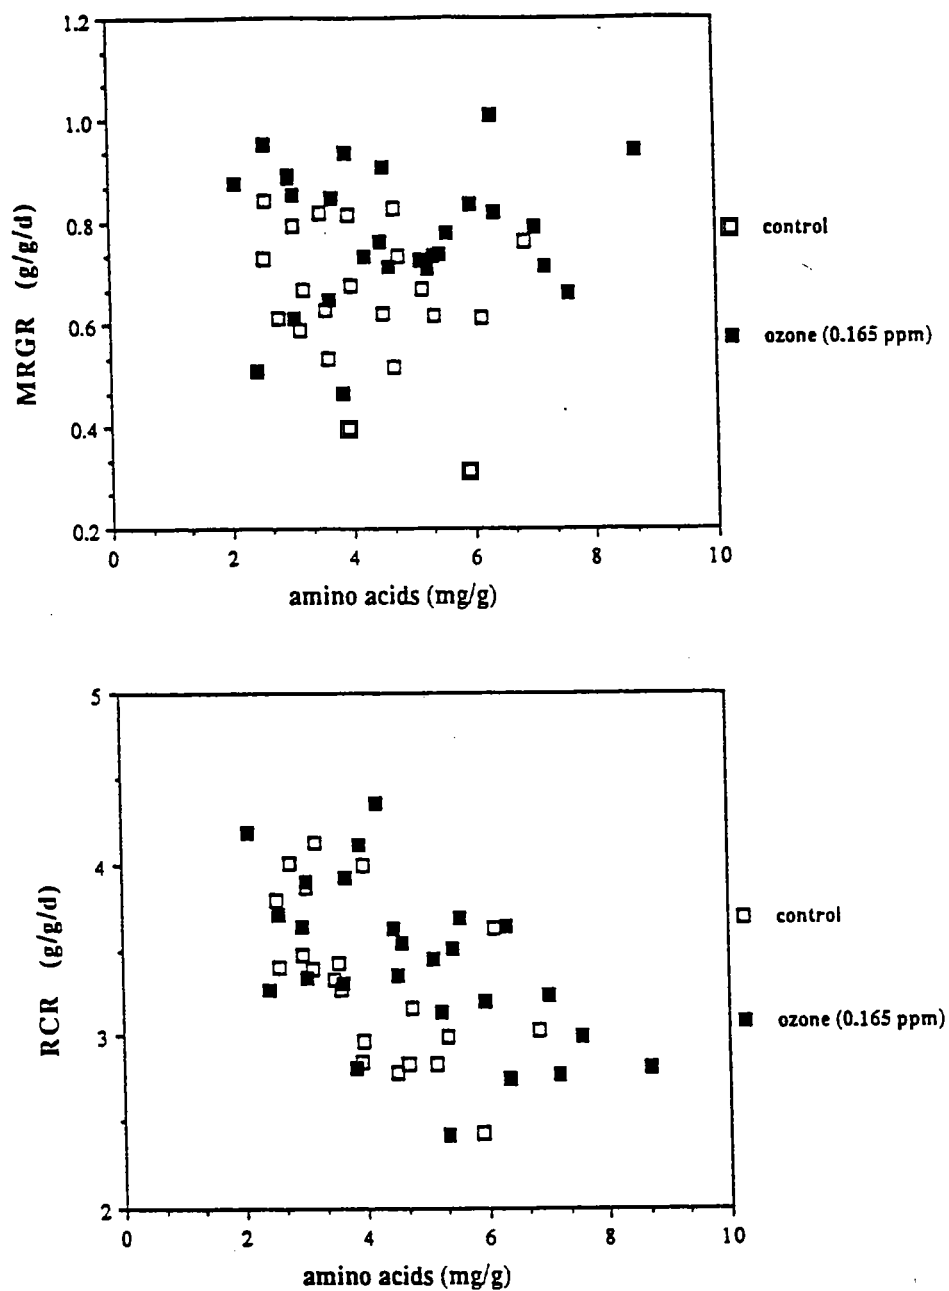 1.2
1.0
0.8
0.6
0.4
0.2
MRGR (g/g/d)
0 2 4 6 8 10
amino acids (mg/g)
control
ozone (0.165 ppm)
5
4
3
2
RCR (g/g/d)
0 2 4 6 8 10
amino acids (mg/g)
control
ozone (0.165 ppm)